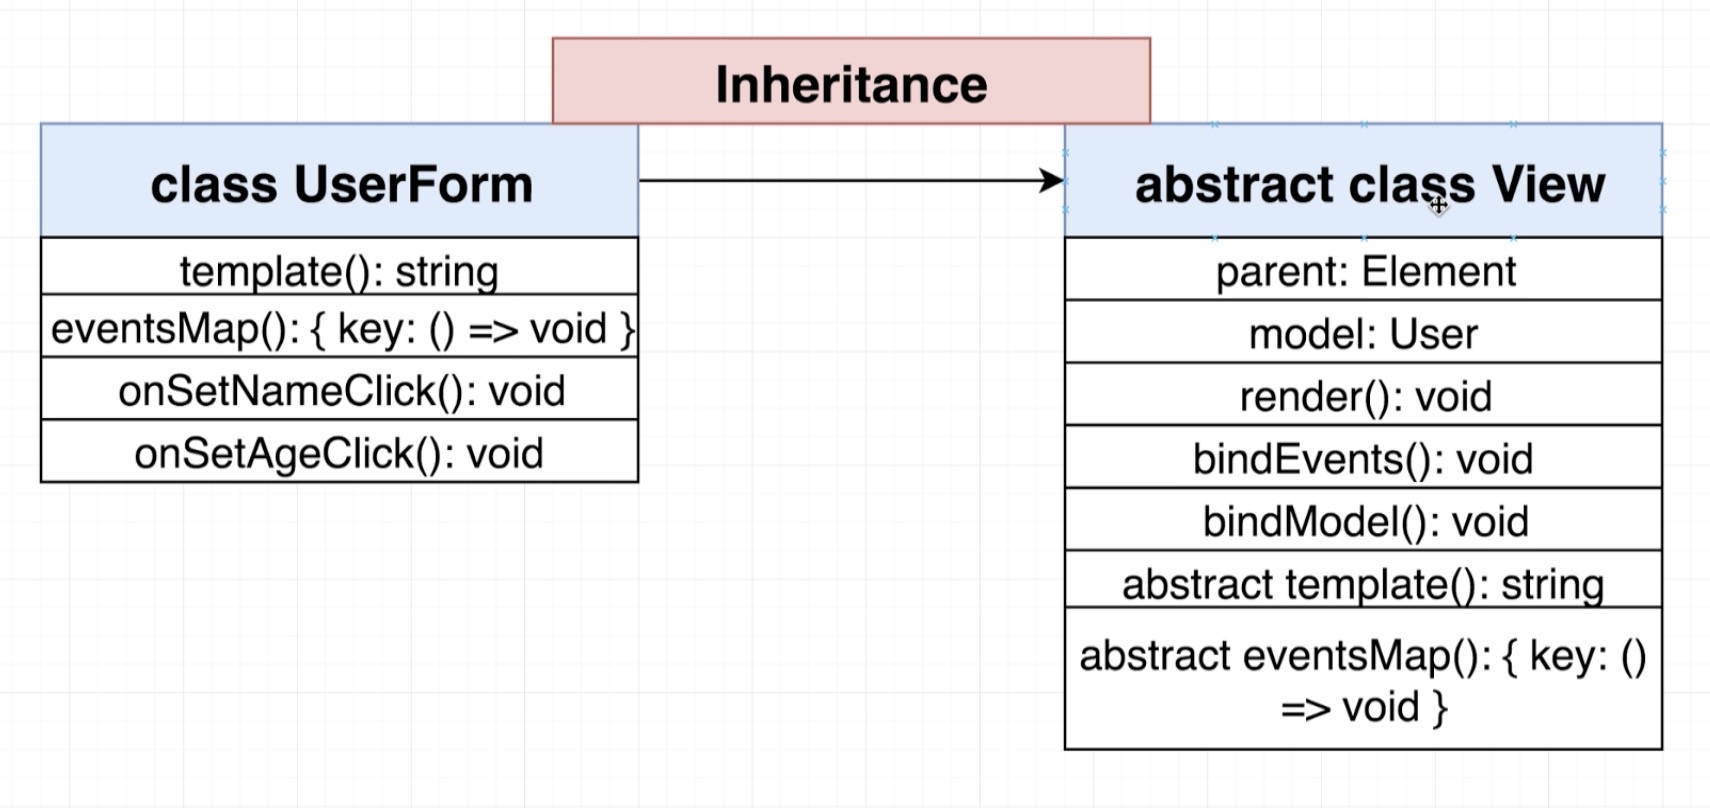 Inheritance
class UserForm
template(): string
eventsMap(): { key: () => void }
onSetNameClick(): void
onSetAgeClick(): void
abstract class View
parent: Element
model: User
render(): void
bindEvents(): void
bindModel(): void
abstract template(): string
abstract eventsMap(): { key: ()
=> void }